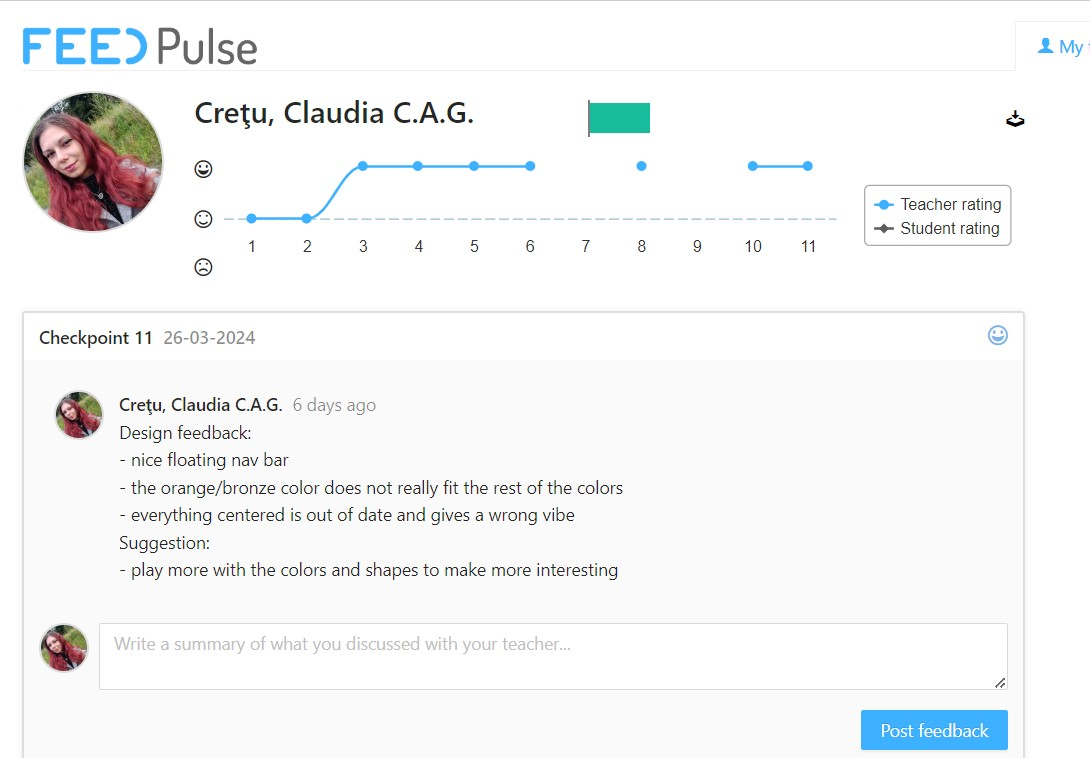 FEED Pulse
My
Creţu, Claudia C.A.G.
Teacher rating
Student rating
1 2 3 4 5 6 7 8 9 10 11
Checkpoint 11 26-03-2024
Creţu, Claudia C.A.G. 6 days ago
Design feedback:
- nice floating nav bar
- the orange/bronze color does not really fit the rest of the colors
- everything centered is out of date and gives a wrong vibe
Suggestion:
- play more with the colors and shapes to make more interesting
Write a summary of what you discussed with your teacher...
Post feedback